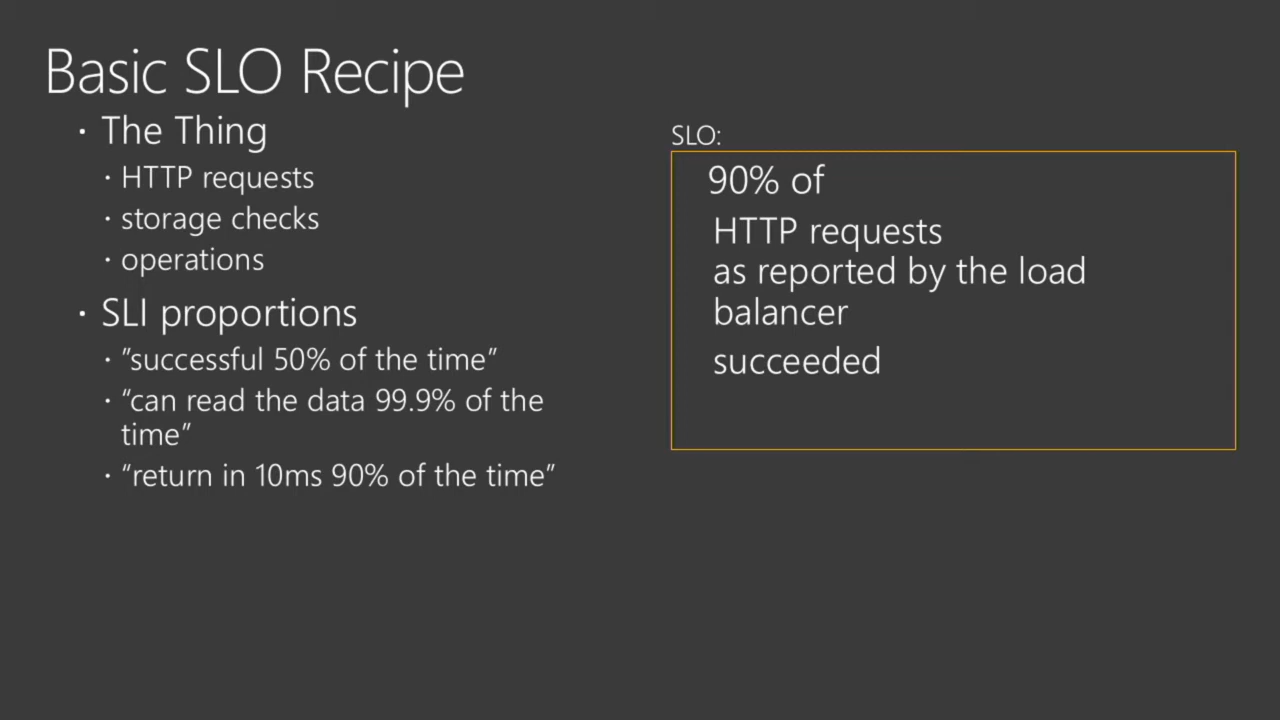 Basic SLO Recipe
· The Thing
· HTTP requests
· storage checks
· operations
· SLI proportions
· “successful 50% of the time”
· “can read the data 99.9% of the
time”
· “return in 10ms 90% of the time”
SLO:
90% of
HTTP requests
as reported by the load
balancer
succeeded